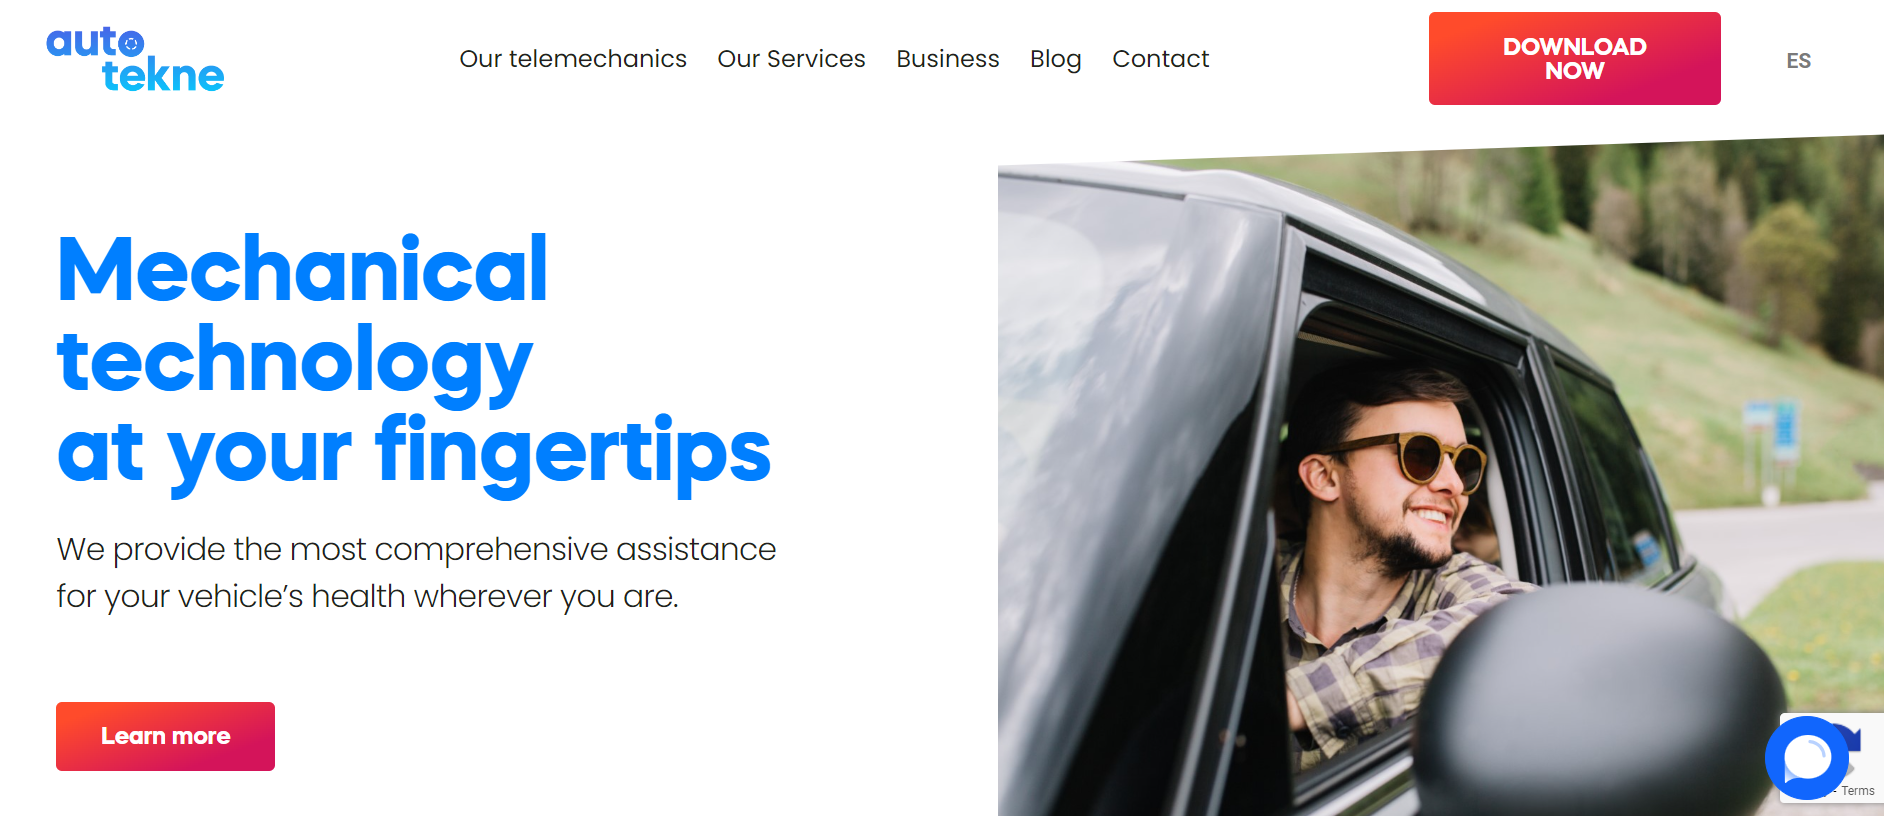 auto
tekne
Our telemechanics
Our Services
Business
Blog
Contact
DOWNLOAD
NOW
ES
Mechanical
technology
at your fingertips
We provide the most comprehensive assistance
for your vehicle’s health wherever you are.
Learn more
- Terms